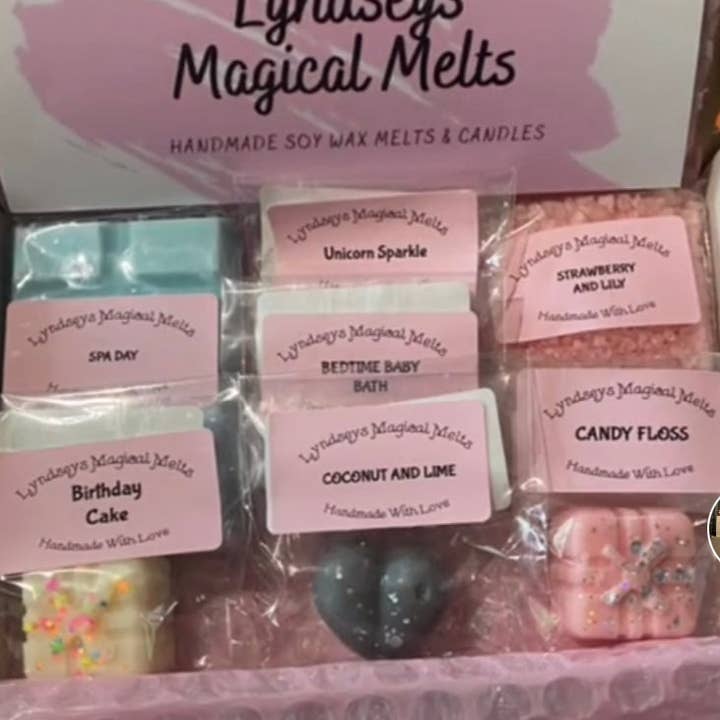 Lyndseys
Magical Melts
HANDMADE SOY WAX MELTS & CANDLES
Lyndseys Magical Melts
Unicorn Sparkle
Lyndseys Magical Melts
STRAWBERRY
AND LILY
Handmade With Love
Lyndseys Magical Melts
SPA DAY
Lyndseys Magical Melts
BEDTIME BABY
BATH
Lyndseys Magical Melts
CANDY FLOSS
Handmade With Love
Lyndseys Magical Melts
Birthday
Cake
Handmade With Love
Lyndseys Magical Melts
COCONUT AND LIME
Handmade With Love